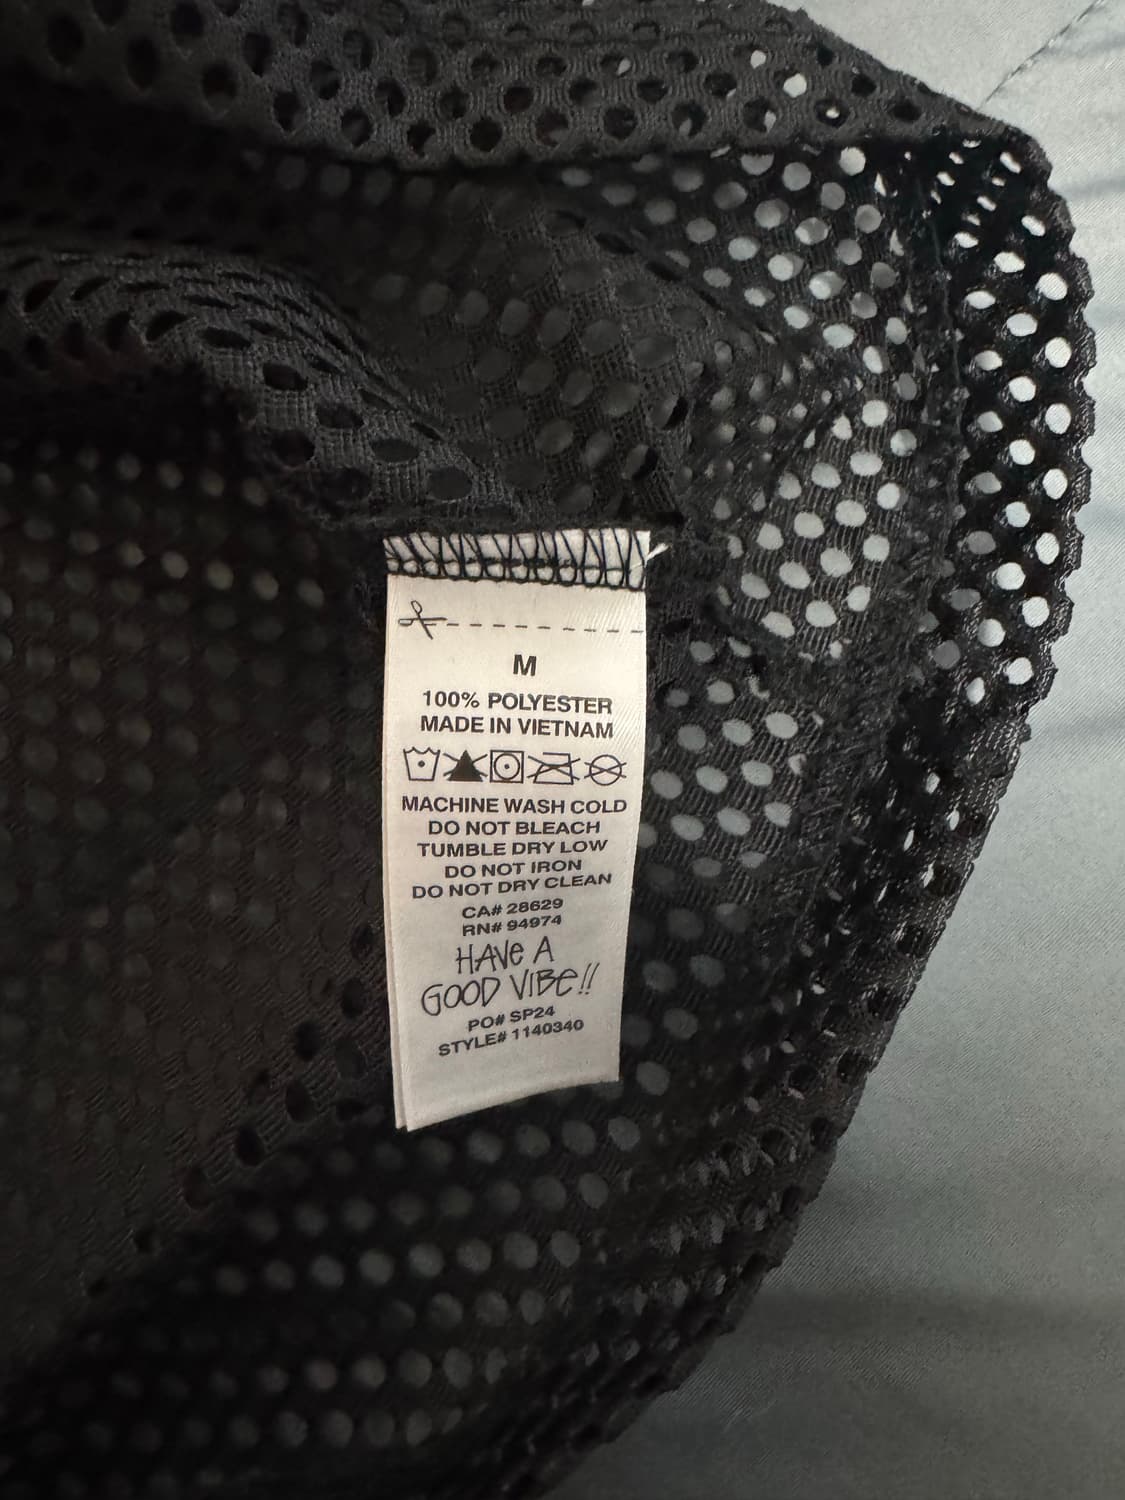 M
100% POLYESTER
MADE IN VIETNAM
MACHINE WASH COLD
DO NOT BLEACH
TUMBLE DRY LOW
DO NOT IRON
DO NOT DRY CLEAN
CA# 28629
RN# 94974
HAVe A
GOOD VIBe!!
PO# SP24
STYLE# 1140340